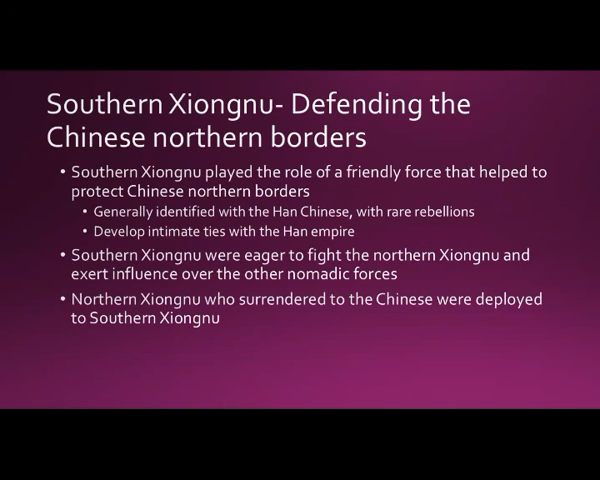 Southern Xiongnu- Defending the
Chinese northern borders
• Southern Xiongnu played the role of a friendly force that helped to
protect Chinese northern borders
• Generally identified with the Han Chinese, with rare rebellions
• Develop intimate ties with the Han empire
• Southern Xiongnu were eager to fight the northern Xiongnu and
exert influence over the other nomadic forces
• Northern Xiongnu who surrendered to the Chinese were deployed
to Southern Xiongnu